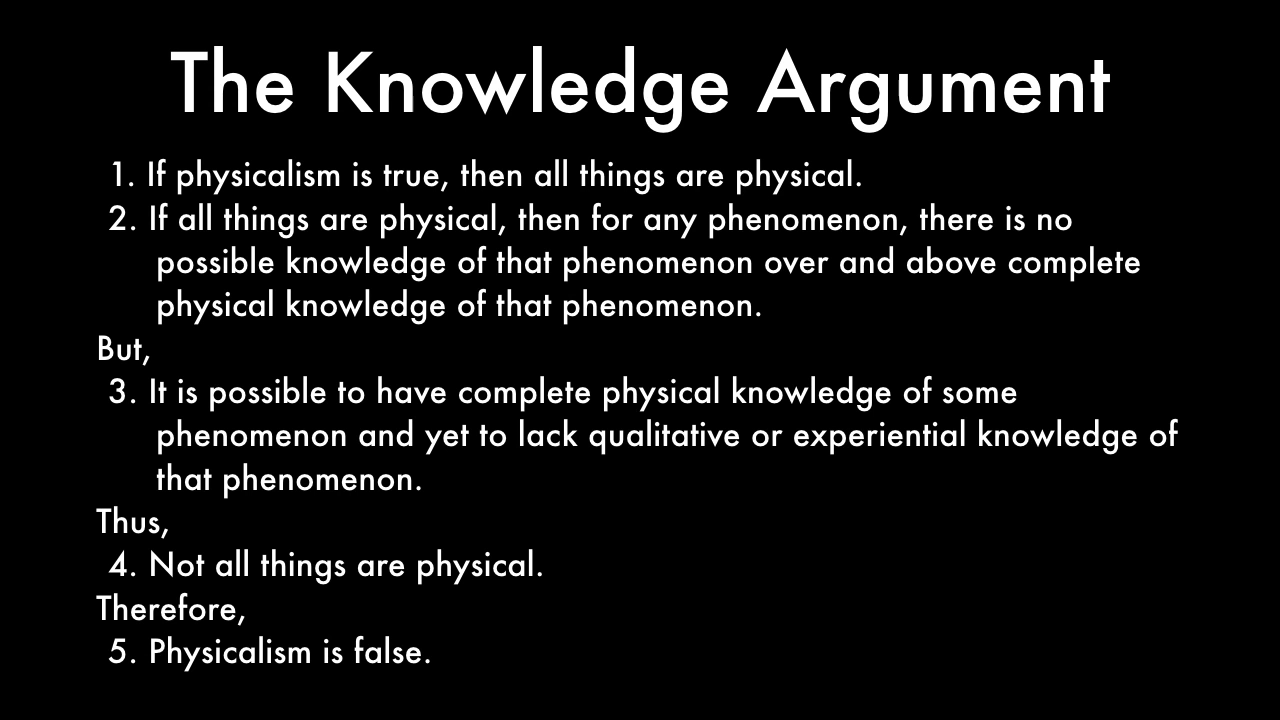 The Knowledge Argument
1. If physicalism is true, then all things are physical.
2. If all things are physical, then for any phenomenon, there is no
possible knowledge of that phenomenon over and above complete
physical knowledge of that phenomenon.
But,
3. It is possible to have complete physical knowledge of some
phenomenon and yet to lack qualitative or experiential knowledge of
that phenomenon.
Thus,
4. Not all things are physical.
Therefore,
5. Physicalism is false.